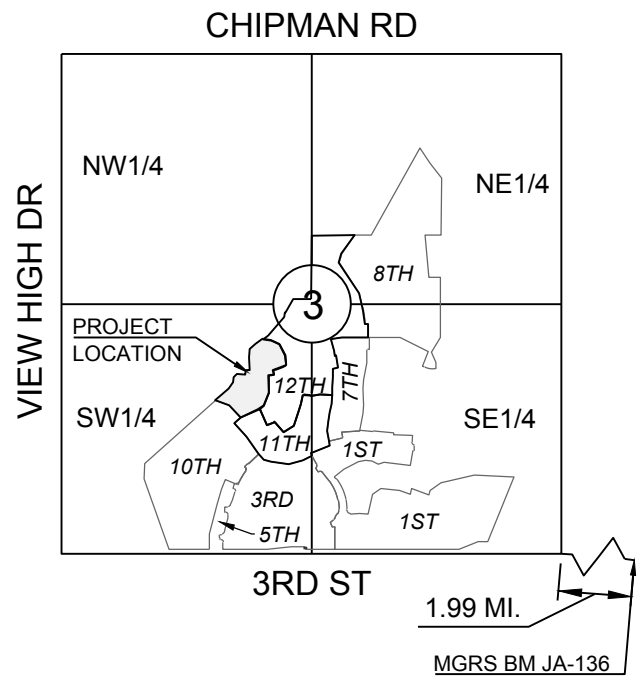 CHIPMAN RD
VIEW HIGH DR
NW1/4
NE1/4
8TH
3
PROJECT
LOCATION
12TH
7TH
SW1/4
SE1/4
11TH
1ST
10TH
3RD
1ST
5TH
3RD ST
1.99 MI.
MGRS BM JA-136